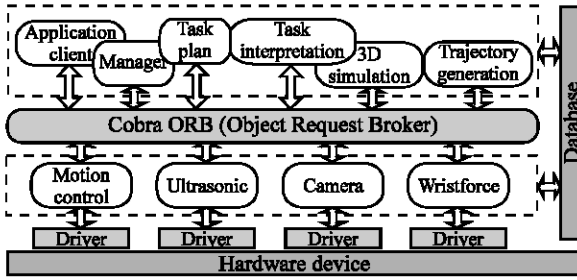 Application
client
Manager
Task
plan
Task
interpretation
3D
simulation
Trajectory
generation
Database
Cobra ORB (Object Request Broker)
Motion
control
Ultrasonic
Camera
Wristforce
Driver
Driver
Driver
Driver
Hardware device